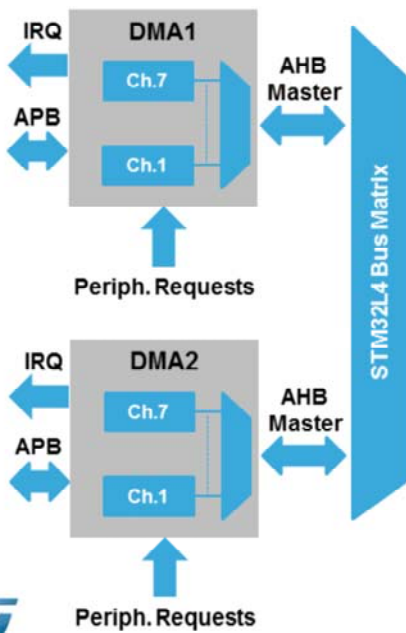 IRQ
DMA1
Ch.7
AHB
Master
APB
Ch.1
Periph. Requests
STM32L4 Bus Matrix
IRQ
DMA2
Ch.7
AHB
Master
APB
Ch.1
Periph. Requests